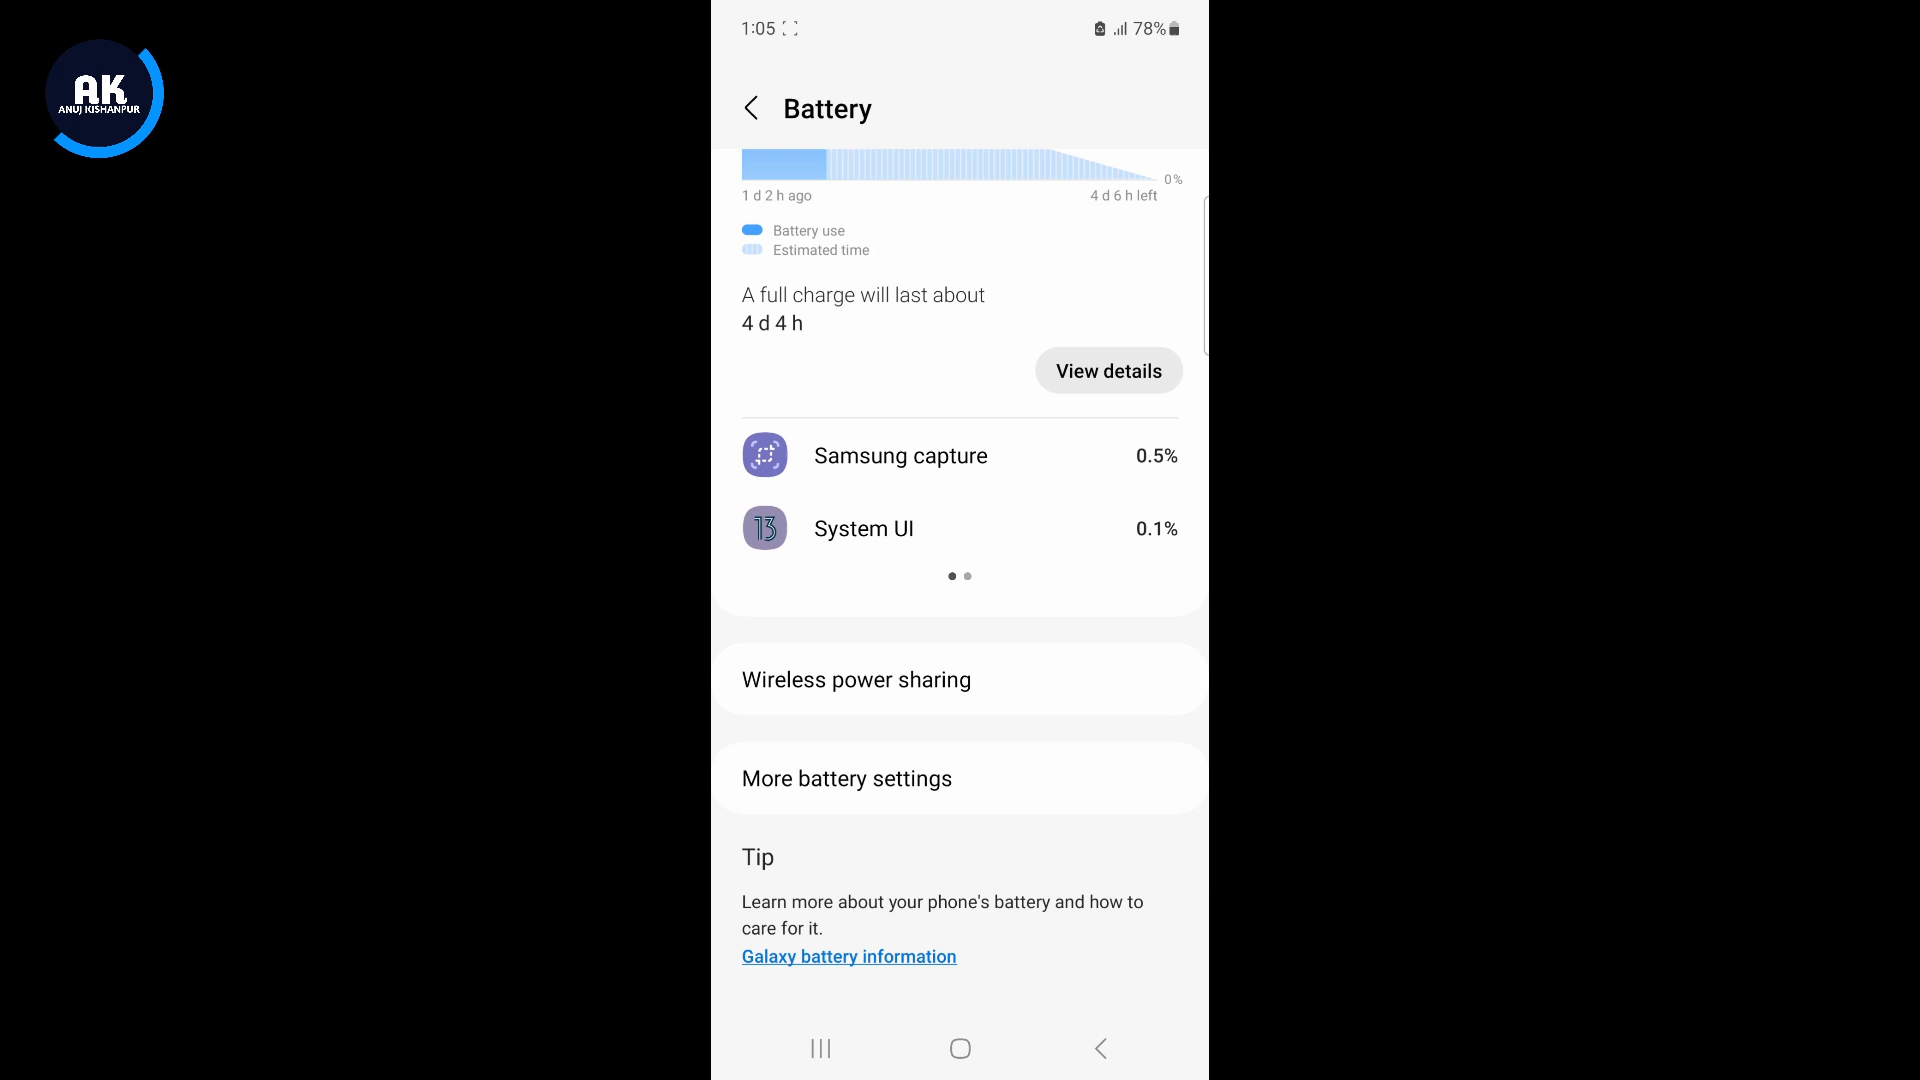 AK
ANUJ KISHANPUR
1:05
78%
Battery
0%
1 d 2 h ago
4 d 6 h left
Battery use
Estimated time
A full charge will last about
4 d 4 h
View details
Samsung capture
0.5%
13
System UI
0.1%
Wireless power sharing
More battery settings
Tip
Learn more about your phone's battery and how to
care for it.
Galaxy battery information